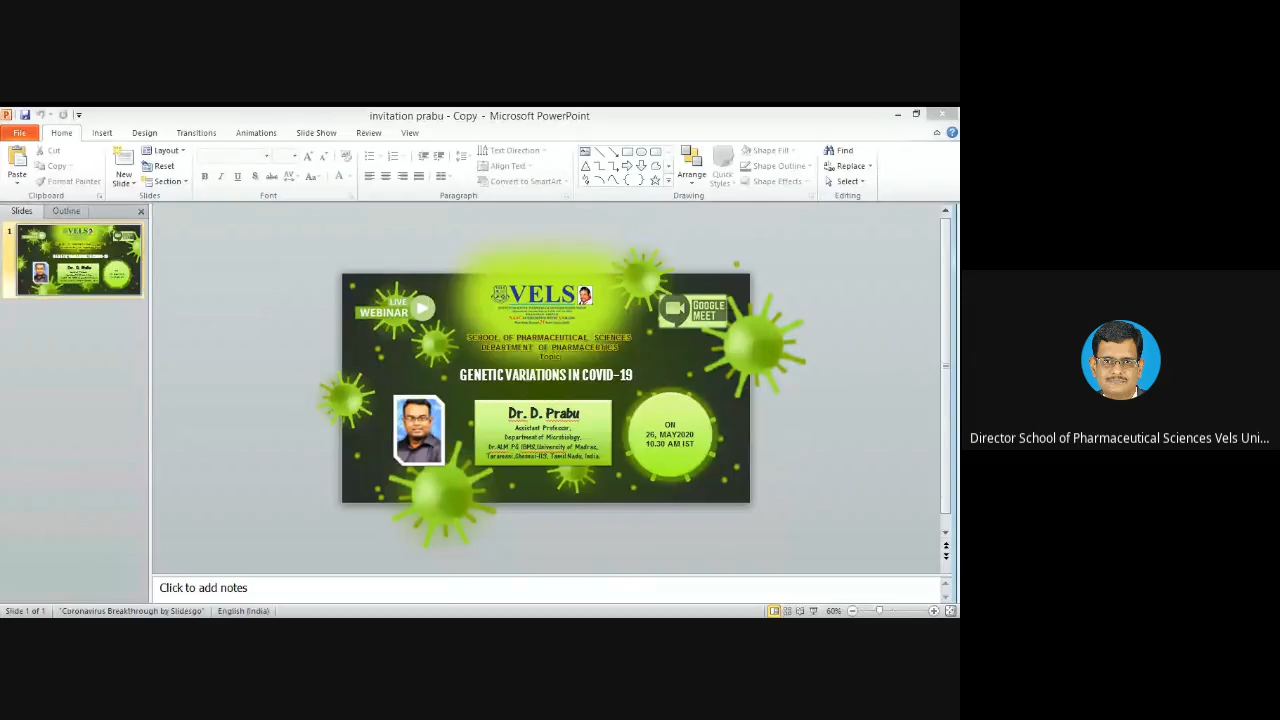 invitation prabu - Copy - Microsoft PowerPoint
File Home Insert Design Transitions Animations Slide Show Review View
Paste
Cut
Copy
Format Painter
Clipboard
New
Slide
Layout
Reset
Section
Slides
B I U S abc AV Aa A
Font
Paragraph
Text Direction
Align Text
Convert to SmartArt
Arrange
Quick
Styles
Shape Fill
Shape Outline
Shape Effects
Drawing
Find
Replace
Select
Editing
Slides Outline
1
LIVE
WEBINAR
VELS
GOOGLE
MEET
SCHOOL OF PHARMACEUTICAL SCIENCES
DEPARTMENT OF PHARMACEUTICS
Topic:
GENETIC VARIATIONS IN COVID-19
Dr. D. Prabu
Assistant Professor,
Department of Microbiology,
Dr.ALM PG IBMS,University of Madras,
Taramani,Chennai-113, Tamil Nadu, India.
ON
26, MAY2020
10.30 AM IST
Click to add notes
Slide 1 of 1 "Coronavirus Breakthrough by Slidesgo" English (India) 60%
Director School of Pharmaceutical Sciences Vels Uni...